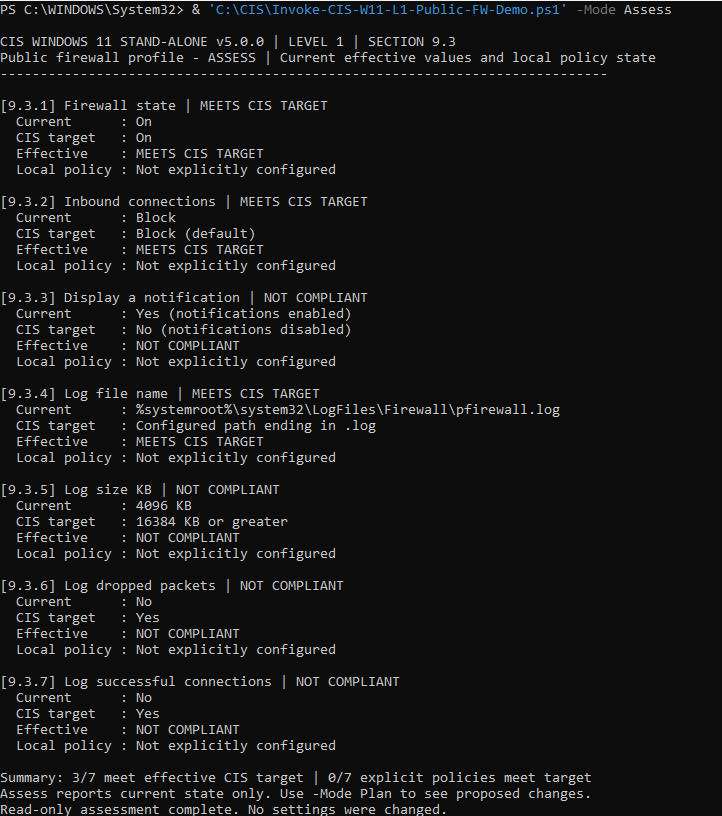 PS C:\WINDOWS\System32> & 'C:\CIS\Invoke-CIS-W11-L1-Public-FW-Demo.ps1' -Mode Assess
CIS WINDOWS 11 STAND-ALONE v5.0.0 | LEVEL 1 | SECTION 9.3
Public firewall profile - ASSESS | Current effective values and local policy state
----------------------------------------------------------------------------
[9.3.1] Firewall state | MEETS CIS TARGET
  Current      : On
  CIS target   : On
  Effective    : MEETS CIS TARGET
  Local policy : Not explicitly configured
[9.3.2] Inbound connections | MEETS CIS TARGET
  Current      : Block
  CIS target   : Block (default)
  Effective    : MEETS CIS TARGET
  Local policy : Not explicitly configured
[9.3.3] Display a notification | NOT COMPLIANT
  Current      : Yes (notifications enabled)
  CIS target   : No (notifications disabled)
  Effective    : NOT COMPLIANT
  Local policy : Not explicitly configured
[9.3.4] Log file name | MEETS CIS TARGET
  Current      : %systemroot%\system32\LogFiles\Firewall\pfirewall.log
  CIS target   : Configured path ending in .log
  Effective    : MEETS CIS TARGET
  Local policy : Not explicitly configured
[9.3.5] Log size KB | NOT COMPLIANT
  Current      : 4096 KB
  CIS target   : 16384 KB or greater
  Effective    : NOT COMPLIANT
  Local policy : Not explicitly configured
[9.3.6] Log dropped packets | NOT COMPLIANT
  Current      : No
  CIS target   : Yes
  Effective    : NOT COMPLIANT
  Local policy : Not explicitly configured
[9.3.7] Log successful connections | NOT COMPLIANT
  Current      : No
  CIS target   : Yes
  Effective    : NOT COMPLIANT
  Local policy : Not explicitly configured
Summary: 3/7 meet effective CIS target | 0/7 explicit policies meet target
Assess reports current state only. Use -Mode Plan to see proposed changes.
Read-only assessment complete. No settings were changed.